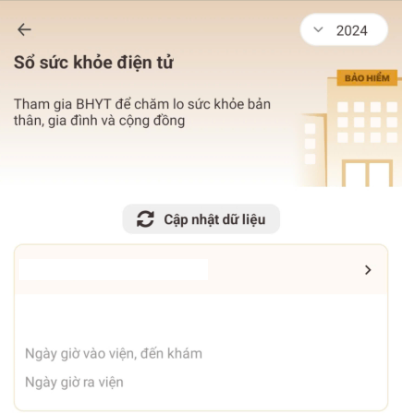 2024
Sổ sức khỏe điện tử
BẢO HIỂM
Tham gia BHYT để chăm lo sức khỏe bản
thân, gia đình và cộng đồng
Cập nhật dữ liệu
Ngày giờ vào viện, đến khám
Ngày giờ ra viện